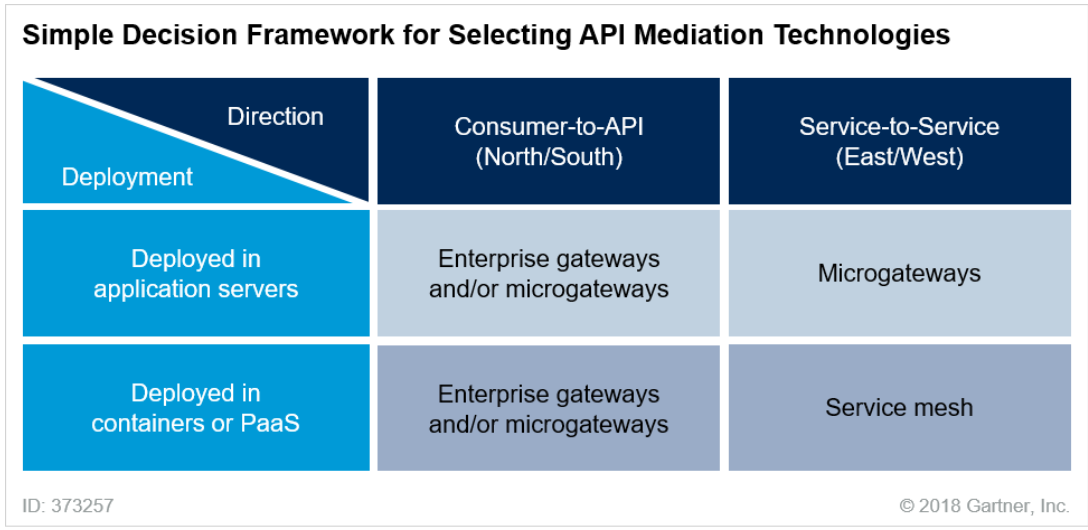 Simple Decision Framework for Selecting API Mediation Technologies
Direction
Deployment
Consumer-to-API
(North/South)
Service-to-Service
(East/West)
Deployed in
application servers
Enterprise gateways
and/or microgateways
Microgateways
Deployed in
containers or PaaS
Enterprise gateways
and/or microgateways
Service mesh
ID: 373257
© 2018 Gartner, Inc.